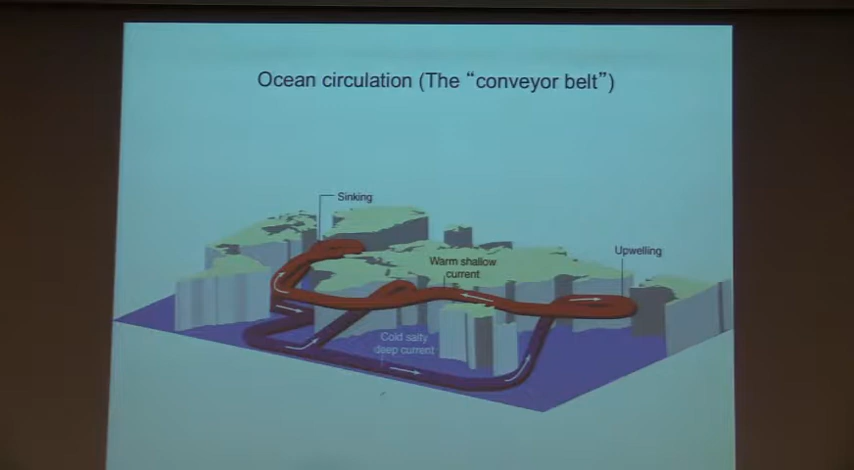 Ocean circulation (The “conveyor belt”)
Sinking
Upwelling
Warm shallow
current
Cold salty
deep current